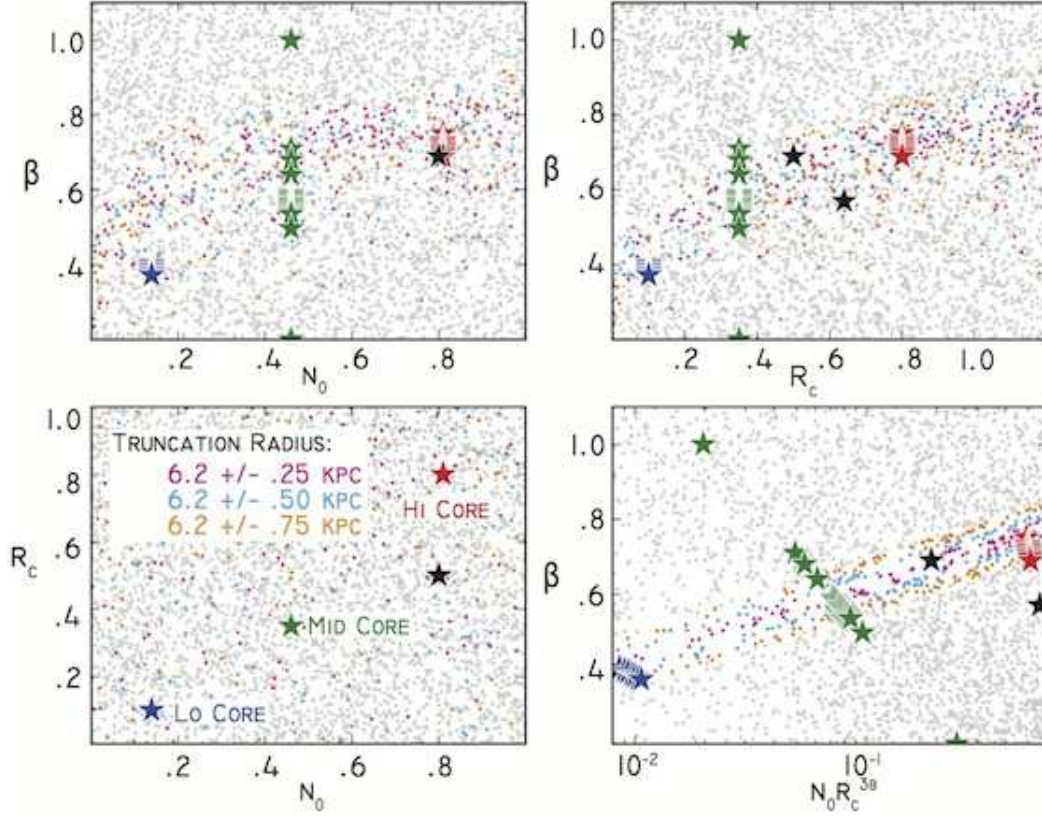 1.0
.8
β
.6
.4
.2 .4 .6 .8
N₀
1.0
.8
β
.6
.4
.2 .4 .6 .8 1.0
R_c
1.0
.8
R_c
.6
.4
.2
TRUNCATION RADIUS:
6.2 +/- .25 KPC
6.2 +/- .50 KPC
6.2 +/- .75 KPC
HI CORE
MID CORE
LO CORE
.2 .4 .6 .8
N₀
1.0
.8
β
.6
.4
10⁻² 10⁻¹
N₀R_c³ᴮ